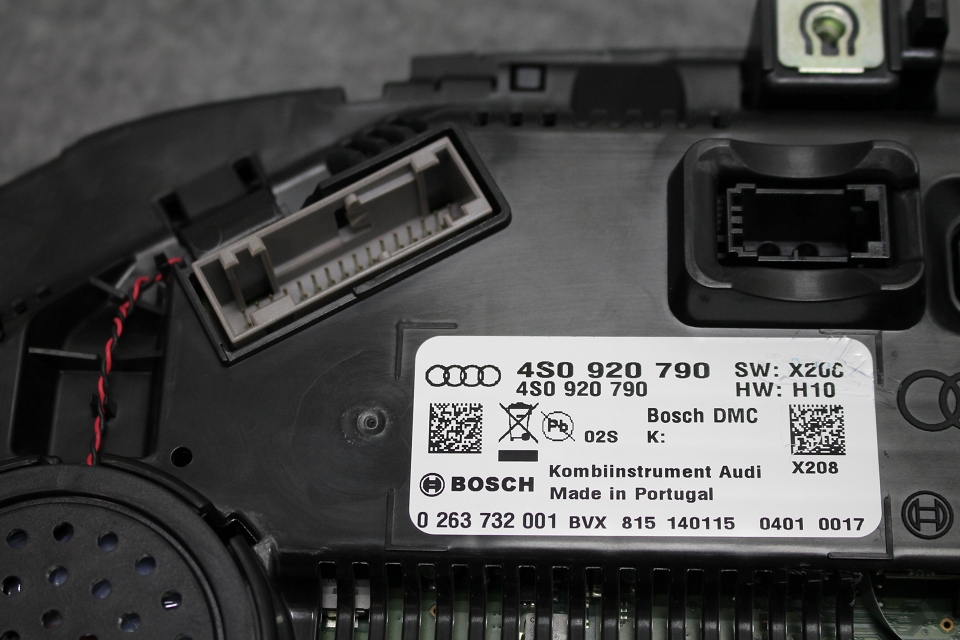 4S0 920 790 SW: X20
4S0 920 790 HW: H10
Pb 02S
Bosch DMC
K:
X208
BOSCH
Kombiinstrument Audi
Made in Portugal
0 263 732 001 BVX 815 140115 0401 0017